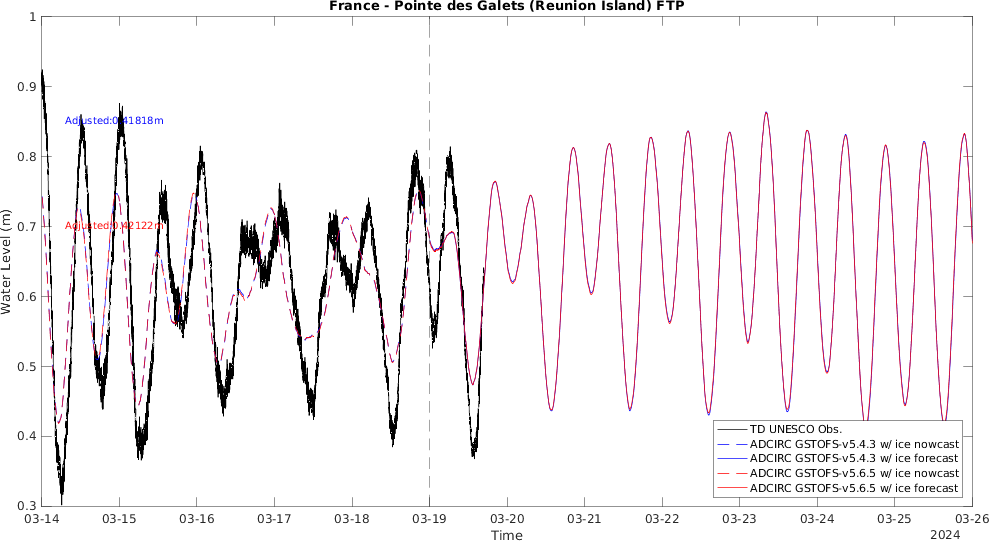 France - Pointe des Galets (Reunion Island) FTP
1
0.9
0.8
0.7
0.6
0.5
0.4
0.3
Water Level (m)
Adjusted:0.41818m
Adjusted:0.42122m
TD UNESCO Obs.
ADCIRC GSTOFS-v5.4.3 w/ ice nowcast
ADCIRC GSTOFS-v5.4.3 w/ ice forecast
ADCIRC GSTOFS-v5.6.5 w/ ice nowcast
ADCIRC GSTOFS-v5.6.5 w/ ice forecast
03-14 03-15 03-16 03-17 03-18 03-19 03-20 03-21 03-22 03-23 03-24 03-25 03-26
Time
2024